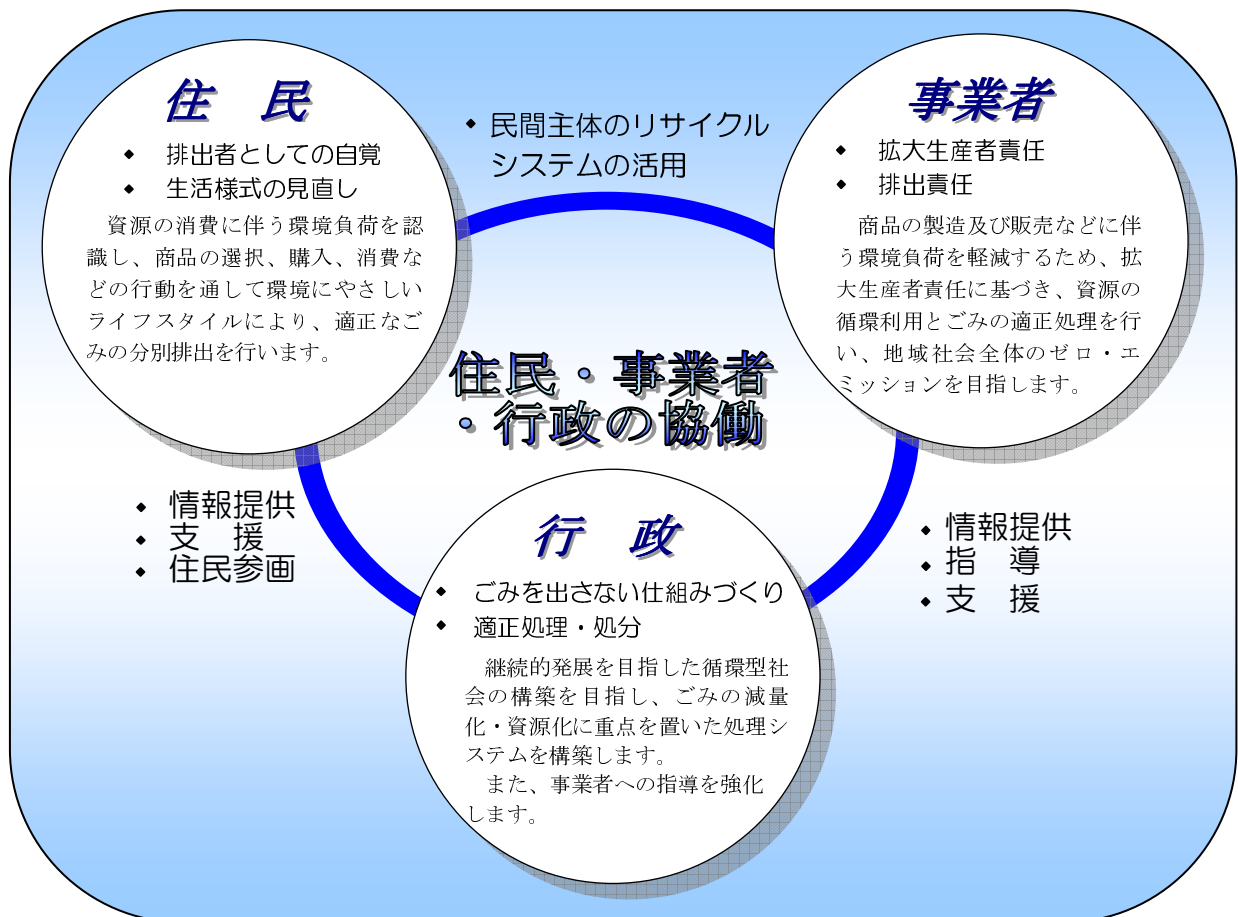 住　民
◆ 排出者としての自覚
◆ 生活様式の見直し
　資源の消費に伴う環境負荷を認
識し、商品の選択、購入、消費な
どの行動を通して環境にやさしい
ライフスタイルにより、適正なご
みの分別排出を行います。
◆ 民間主体のリサイクル
システムの活用
事業者
◆ 拡大生産者責任
◆ 排出責任
　商品の製造及び販売などに伴
う環境負荷を軽減するため、拡
大生産者責任に基づき、資源の
循環利用とごみの適正処理を行
い、地域社会全体のゼロ・エ
ミッションを目指します。
住民・事業者
・行政の協働
◆ 情報提供
◆ 支　援
◆ 住民参画
行　政
◆ ごみを出さない仕組みづくり
◆ 適正処理・処分
　継続的発展を目指した循環型社
会の構築を目指し、ごみの減量
化・資源化に重点を置いた処理シ
ステムを構築します。
　また、事業者への指導を強化
します。
◆ 情報提供
◆ 指　導
◆ 支　援